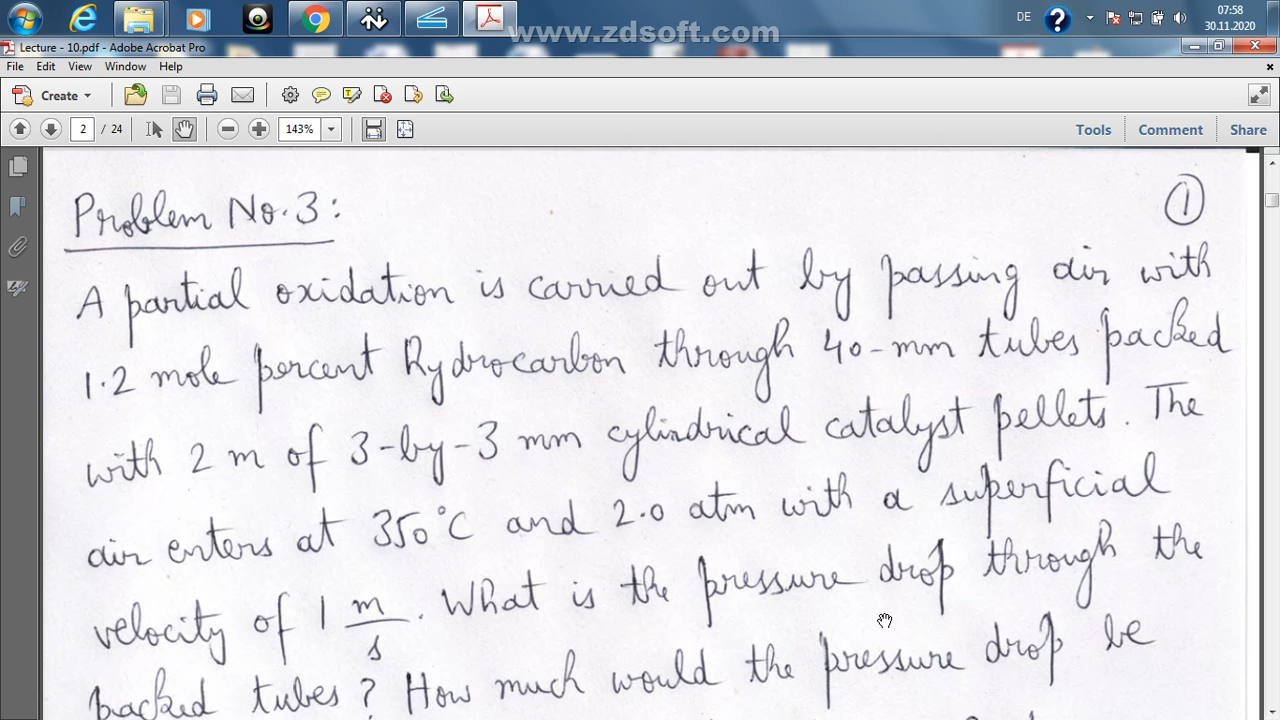 www.zdsoft.com
DE
07:58
30.11.2020
Lecture - 10.pdf - Adobe Acrobat Pro
File Edit View Window Help
Create
2 / 24
143%
Tools Comment Share
Problem No. 3:
1
A partial oxidation is carried out by passing air with
1.2 mole percent hydrocarbon through 40-mm tubes packed
with 2 m of 3-by-3 mm cylindrical catalyst pellets. The
air enters at 350°C and 2.0 atm with a superficial
velocity of 1 m/s. What is the pressure drop through the
packed tubes? How much would the pressure drop be